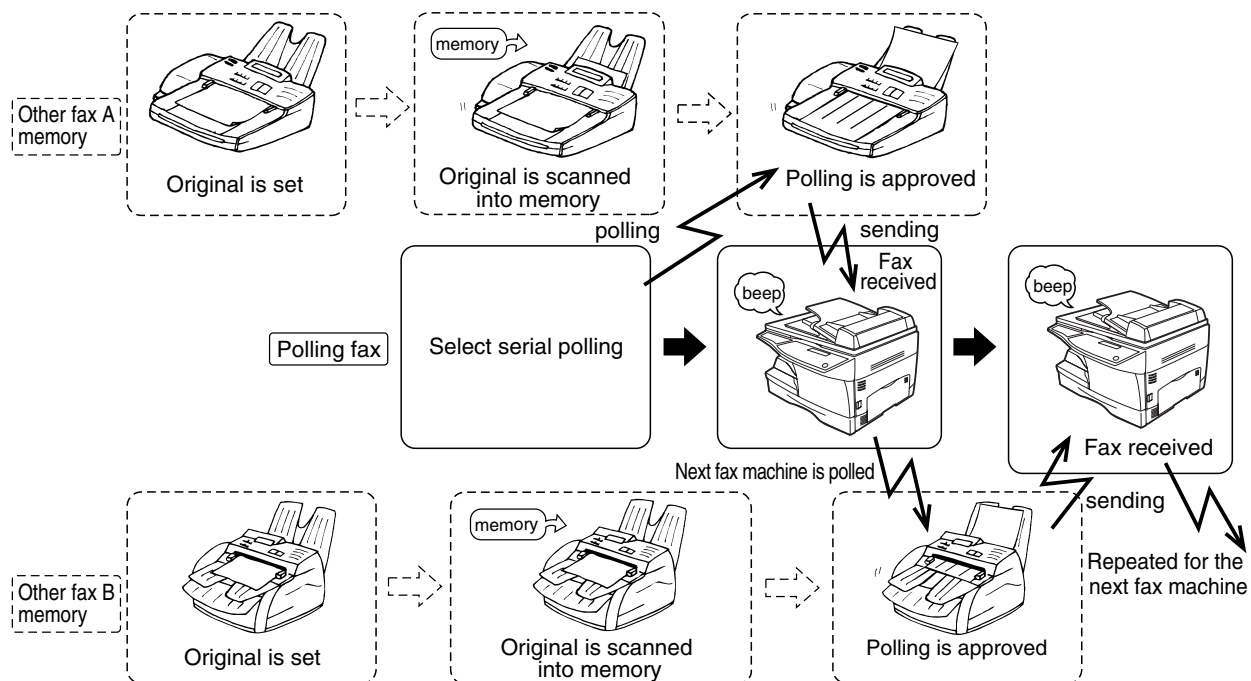 memory
Other fax A
memory
Original is set
Original is scanned
into memory
Polling is approved
polling
sending
Fax
received
beep
beep
Polling fax
Select serial polling
Fax received
Next fax machine is polled
sending
memory
Repeated for the
next fax machine
Other fax B
memory
Original is set
Original is scanned
into memory
Polling is approved